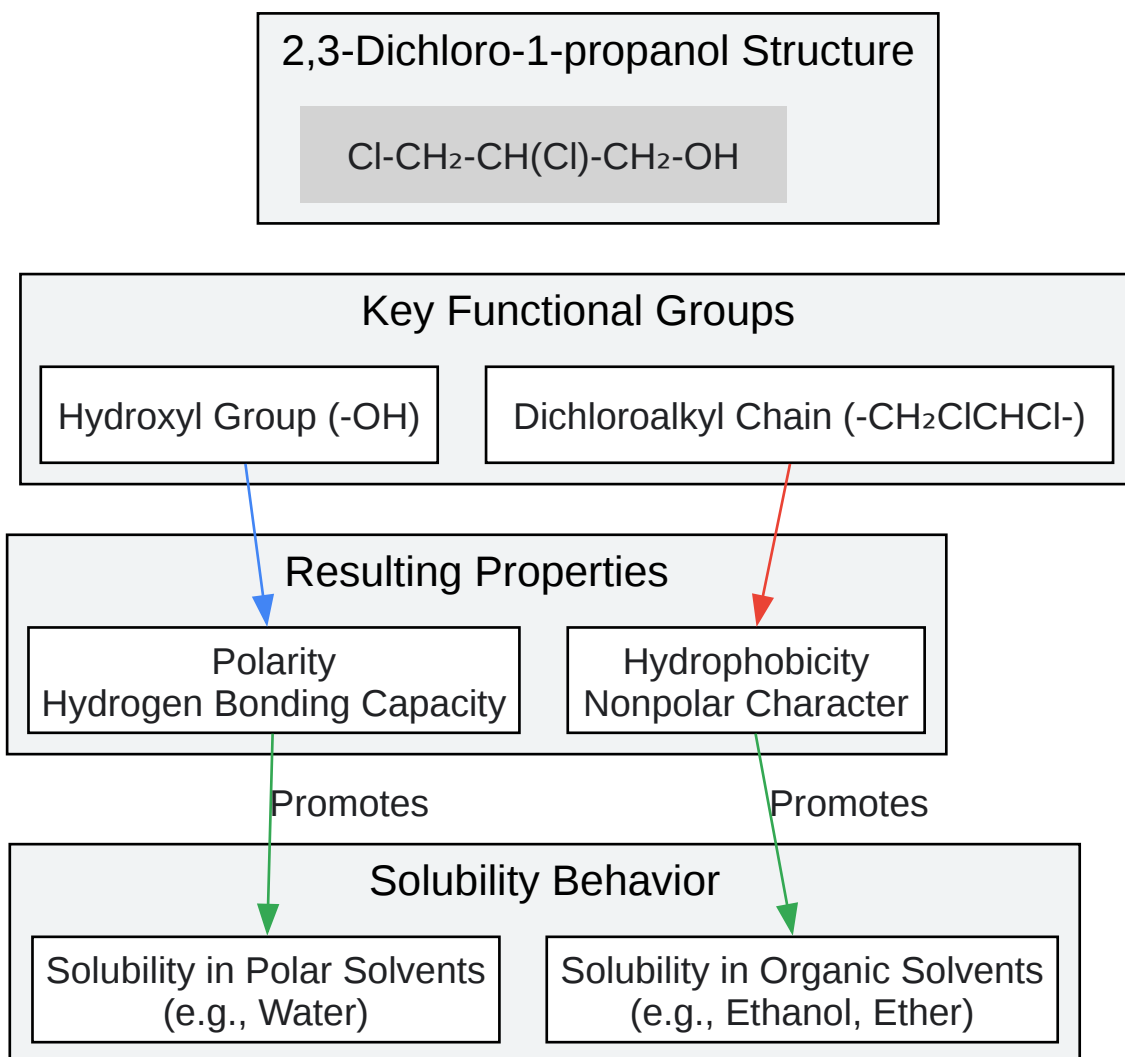 2,3-Dichloro-1-propanol Structure
Cl-CH₂-CH(Cl)-CH₂-OH
Key Functional Groups
Hydroxyl Group (-OH)
Dichloroalkyl Chain (-CH₂ClCHCl-)
Resulting Properties
Polarity
Hydrogen Bonding Capacity
Hydrophobicity
Nonpolar Character
Promotes
Promotes
Solubility Behavior
Solubility in Polar Solvents
(e.g., Water)
Solubility in Organic Solvents
(e.g., Ethanol, Ether)